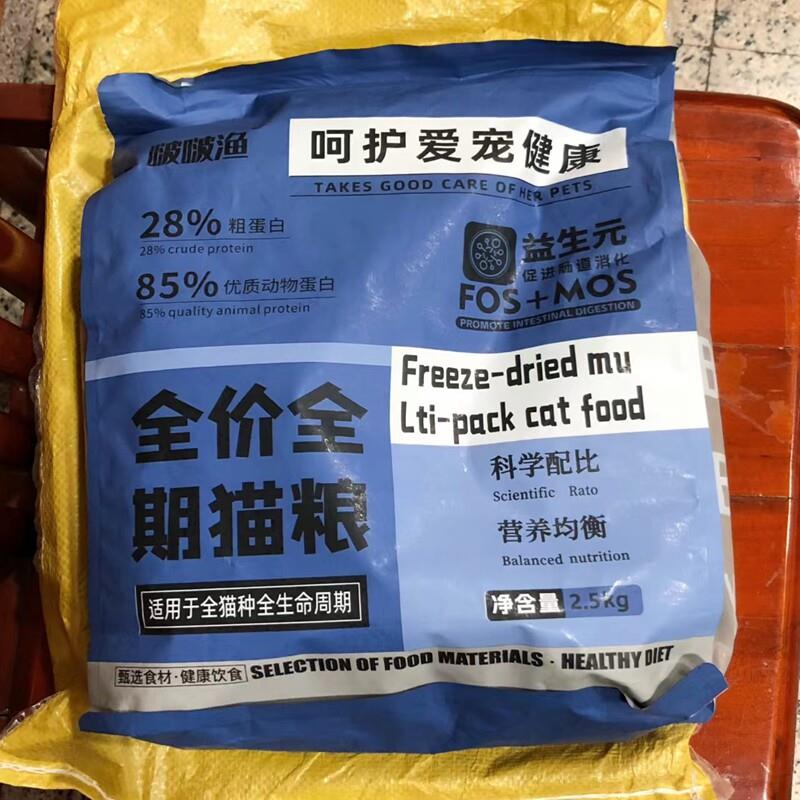 啵啵渔
呵护爱宠健康
TAKES GOOD CARE OF HER PETS
28% 粗蛋白
28% crude protein
85% 优质动物蛋白
85% quality animal protein
益生元
促进肠道消化
FOS+MOS
PROMOTE INTESTINAL DIGESTION
Freeze-dried mu
Lti-pack cat food
全价全
期猫粮
科学配比
Scientific Rato
营养均衡
Balanced nutrition
适用于全猫种全生命周期
净含量 2.5kg
甄选食材·健康饮食 SELECTION OF FOOD MATERIALS · HEALTHY DIET